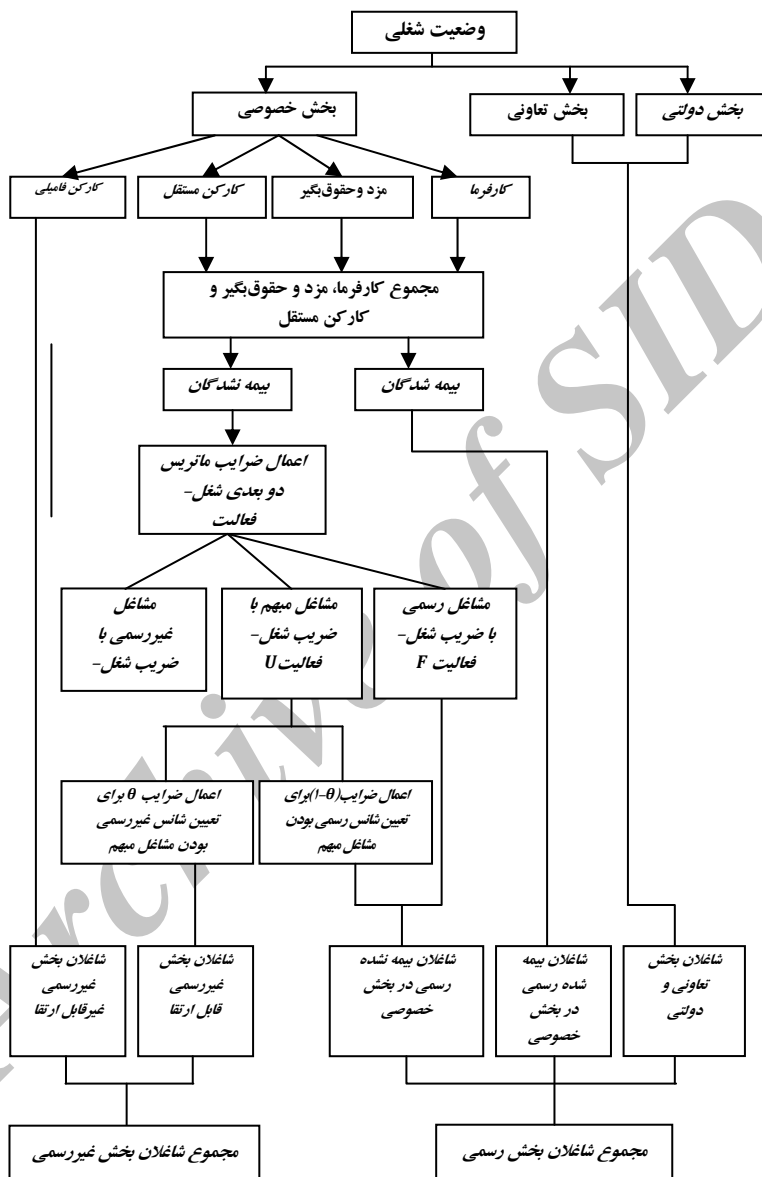 وضعیت شغلی
بخش دولتی
بخش تعاونی
بخش خصوصی
کارفرما
مزد وحقوق‌بگیر
کارکن مستقل
کارکن فامیلی
مجموع کارفرما، مزد و حقوق‌بگیر و
کارکن مستقل
بیمه شدگان
بیمه نشدگان
اعمال ضرایب ماتریس
دو بعدی شغل-
فعالیت
مشاغل رسمی
با ضریب شغل-
فعالیت F
مشاغل مبهم با
ضریب شغل-
فعالیت U
مشاغل
غیررسمی با
ضریب شغل-
اعمال ضرایب(1-θ)برای
تعیین شانس رسمی بودن
مشاغل مبهم
اعمال ضرایب θ برای
تعیین شانس غیررسمی
بودن مشاغل مبهم
شاغلان بخش
تعاونی و
دولتی
شاغلان بیمه
شده رسمی
در بخش
خصوصی
شاغلان بیمه نشده
رسمی در بخش
خصوصی
شاغلان بخش
غیررسمی
قابل ارتقا
شاغلان بخش
غیررسمی
غیرقابل ارتقا
مجموع شاغلان بخش رسمی
مجموع شاغلان بخش غیررسمی
Archive of SID